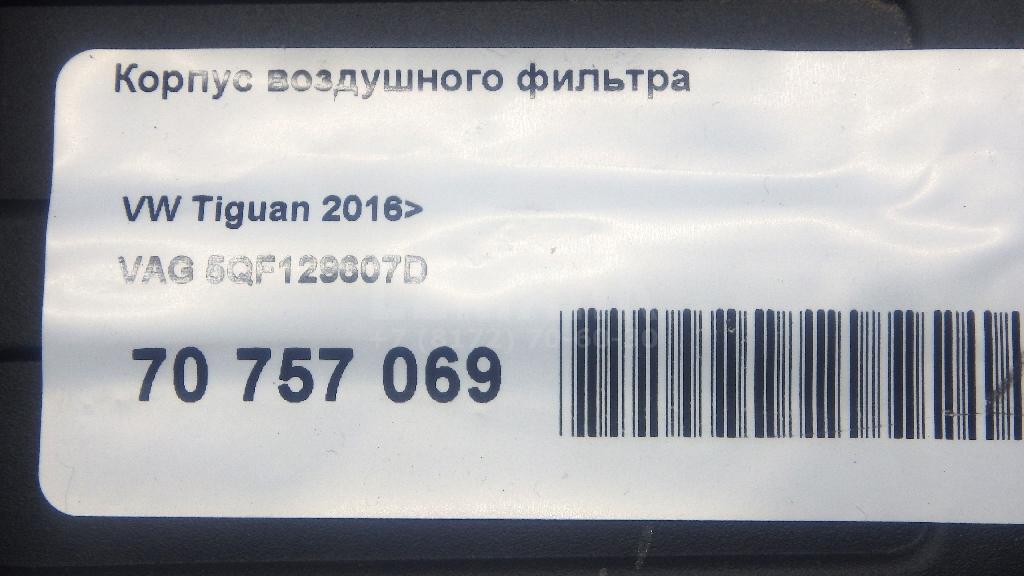 Корпус воздушного фильтра
VW Tiguan 2016>
VAG 5QF129607D
70 757 069